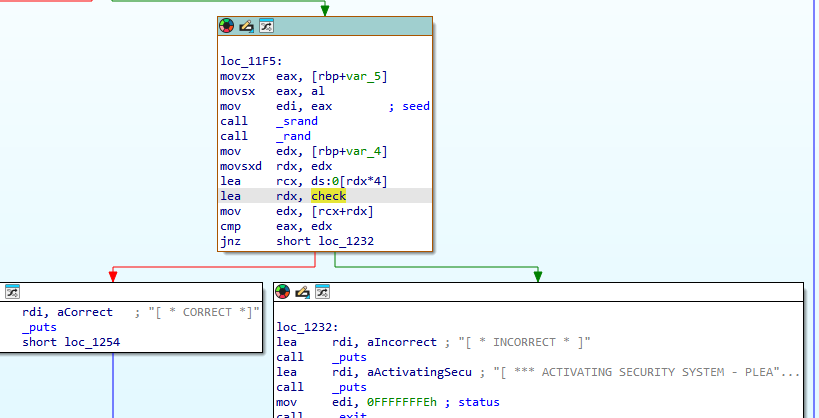 loc_11F5:
movzx eax, [rbp+var_5]
movsx eax, al
mov edi, eax ; seed
call _srand
call _rand
mov edx, [rbp+var_4]
movsxd rdx, edx
lea rcx, ds:0[rdx*4]
lea rdx, check
mov edx, [rcx+rdx]
cmp eax, edx
jnz short loc_1232
rdi, aCorrect ; "[ * CORRECT *]"
_puts
short loc_1254
loc_1232:
lea rdi, aIncorrect ; "[ * INCORRECT * ]"
call _puts
lea rdi, aActivatingSecu ; "[ *** ACTIVATING SECURITY SYSTEM - PLEA"...
call _puts
mov edi, 0FFFFFFFEh ; status
call _exit